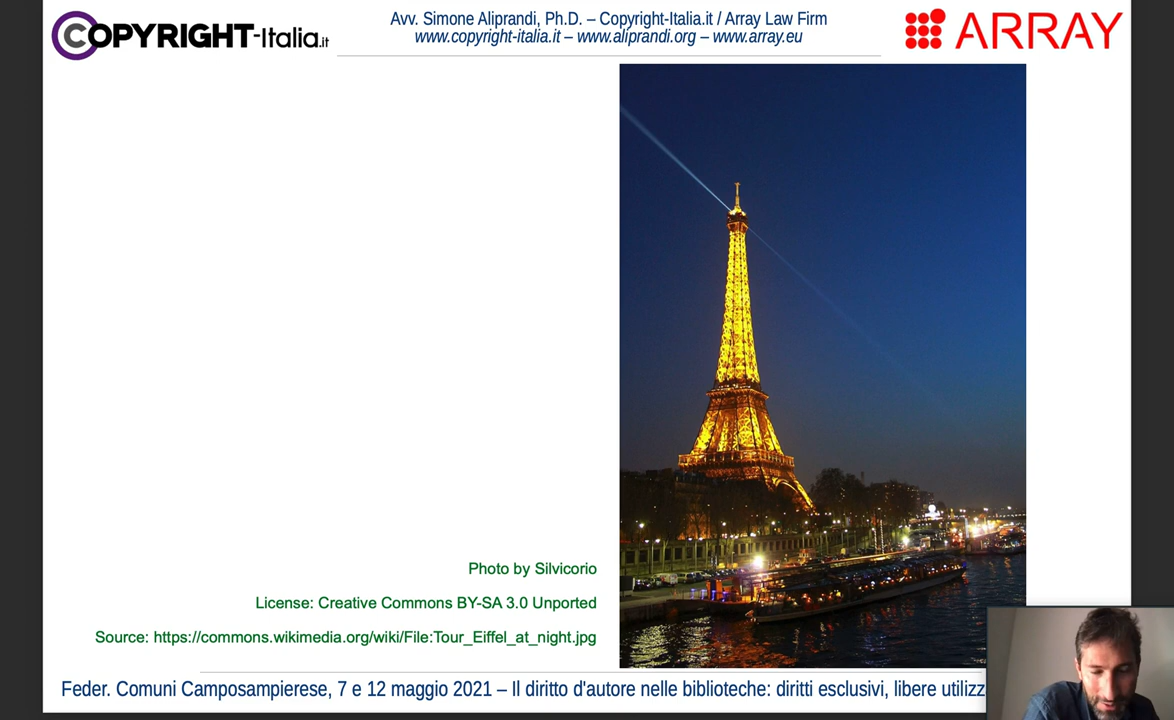 COPYRIGHT-Italia.it
Avv. Simone Aliprandi, Ph.D. – Copyright-Italia.it / Array Law Firm
www.copyright-italia.it – www.aliprandi.org – www.array.eu
ARRAY
Photo by Silvicorio
License: Creative Commons BY-SA 3.0 Unported
Source: https://commons.wikimedia.org/wiki/File:Tour_Eiffel_at_night.jpg
Feder. Comuni Camposampierese, 7 e 12 maggio 2021 – Il diritto d'autore nelle biblioteche: diritti esclusivi, libere utilizz